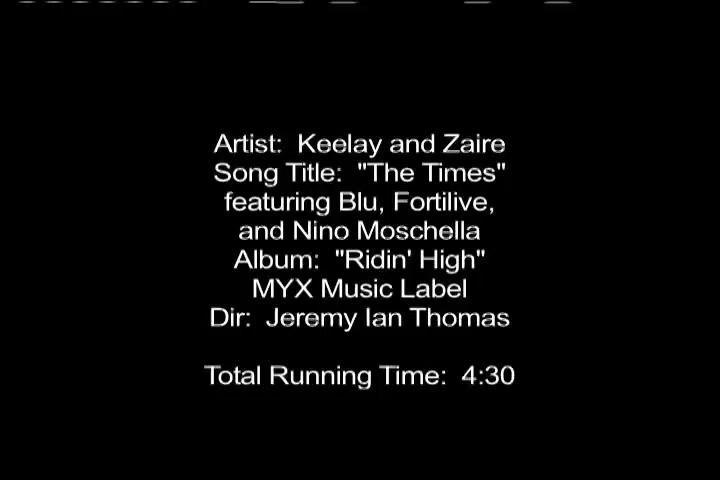 Artist:  Keelay and Zaire
Song Title:  "The Times"
featuring Blu, Fortilive,
and Nino Moschella
Album:  "Ridin' High"
MYX Music Label
Dir:  Jeremy Ian Thomas
Total Running Time:  4:30